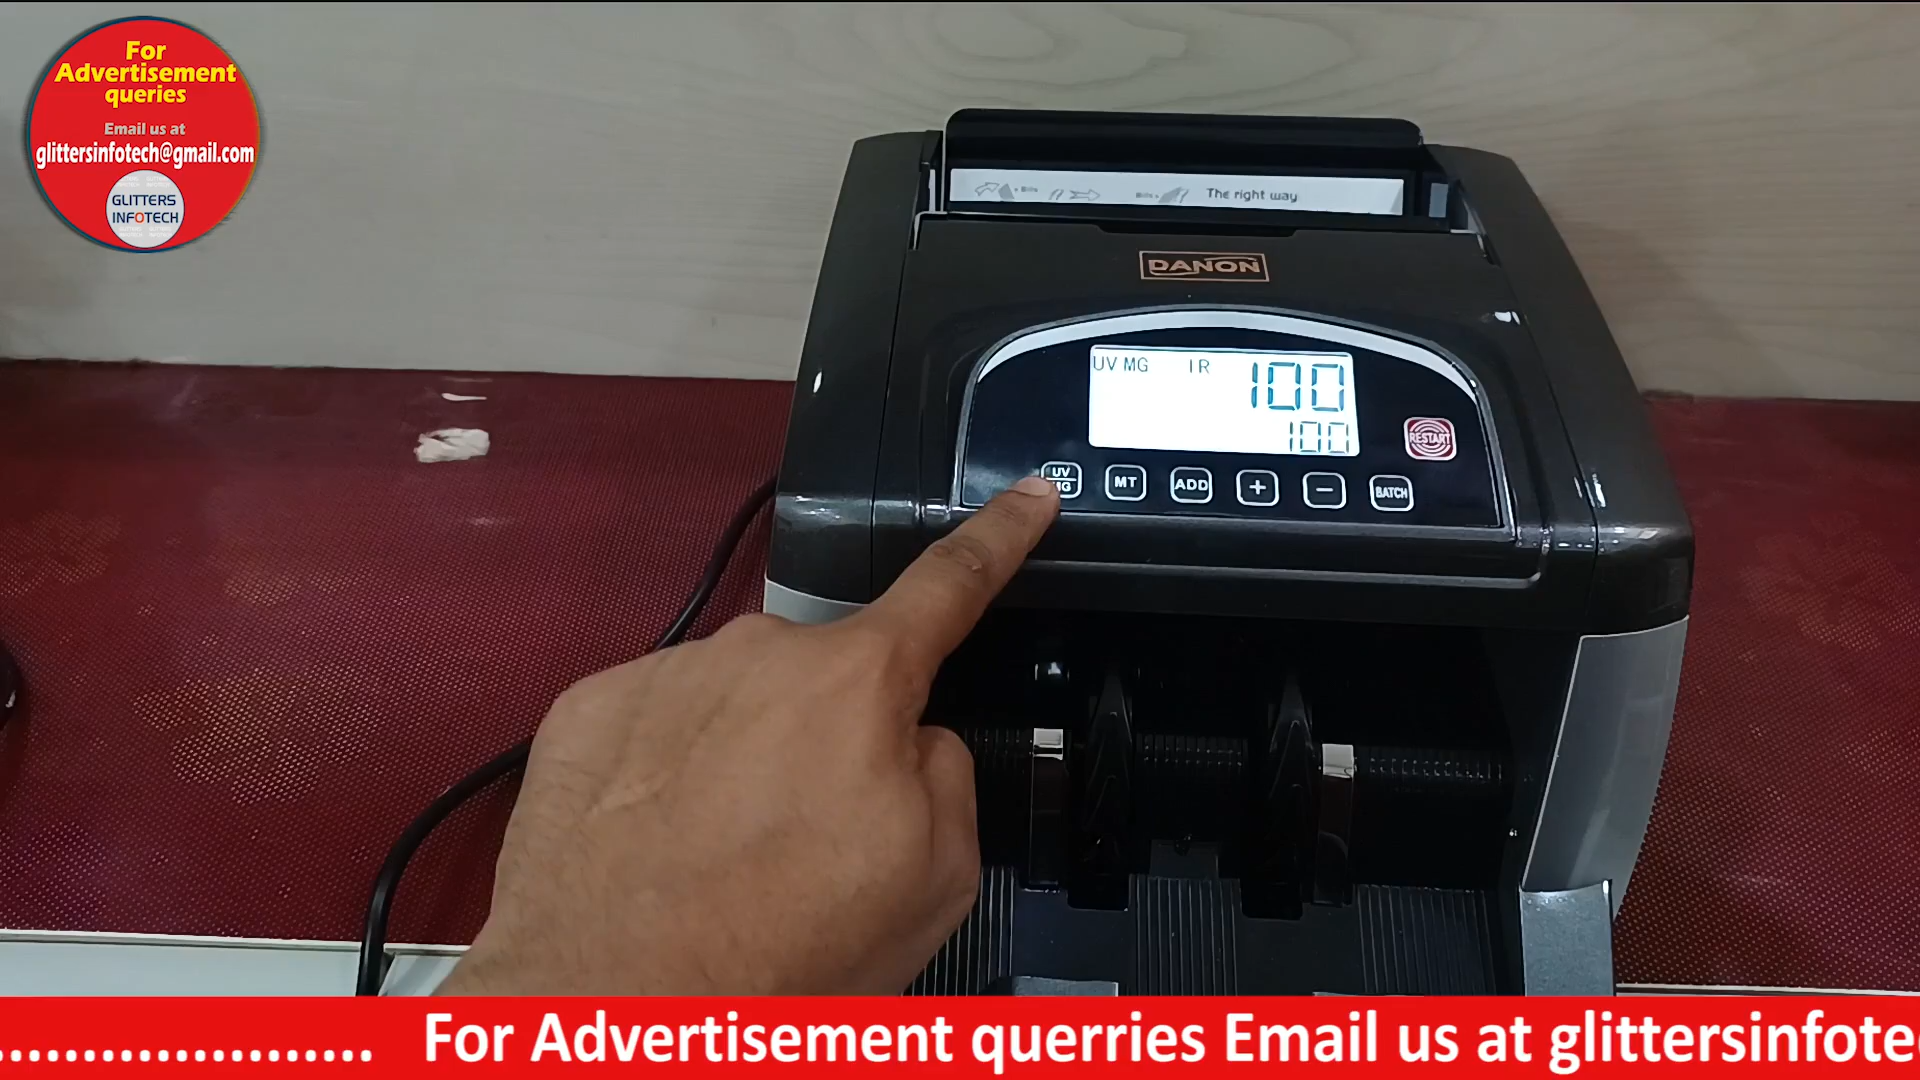 For
Advertisement
queries
Email us at
glittersinfotech@gmail.com
GLITTERS
INFOTECH
The right way
DANON
UV MG IR 100
100
RESTART
UV
MG
MT
ADD
+
−
BATCH
.................... For Advertisement querries Email us at glittersinfote